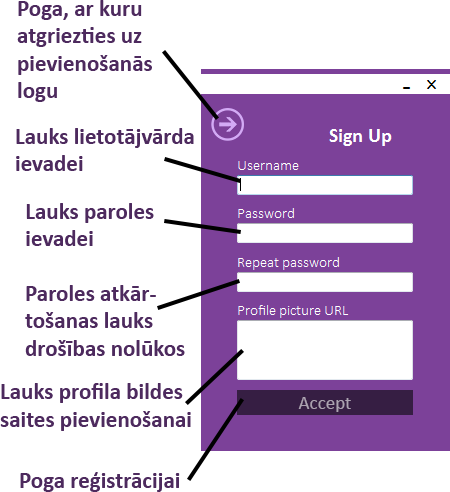 Poga, ar kuru
atgriezties uz
pievienošanās
logu
Sign Up
Lauks lietotājvārda
ievadei
Username
Lauks paroles
ievadei
Password
Repeat password
Paroles atkār-
tošanas lauks
drošības nolūkos
Profile picture URL
Lauks profila bildes
saites pievienošanai
Accept
Poga reģistrācijai